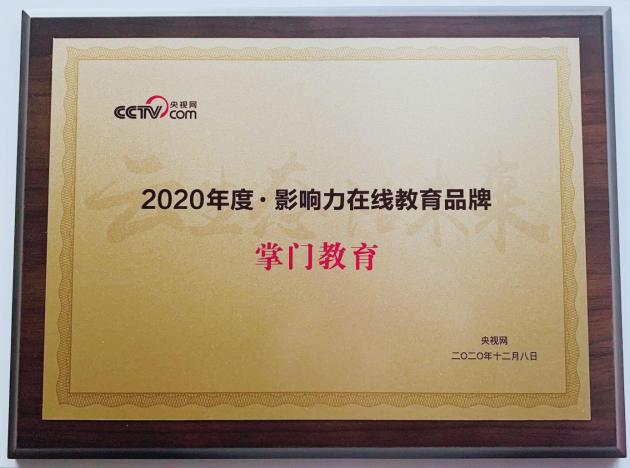 CCTV 央视网
com
2020年度·影响力在线教育品牌
掌门教育
央视网
二〇二〇年十二月八日